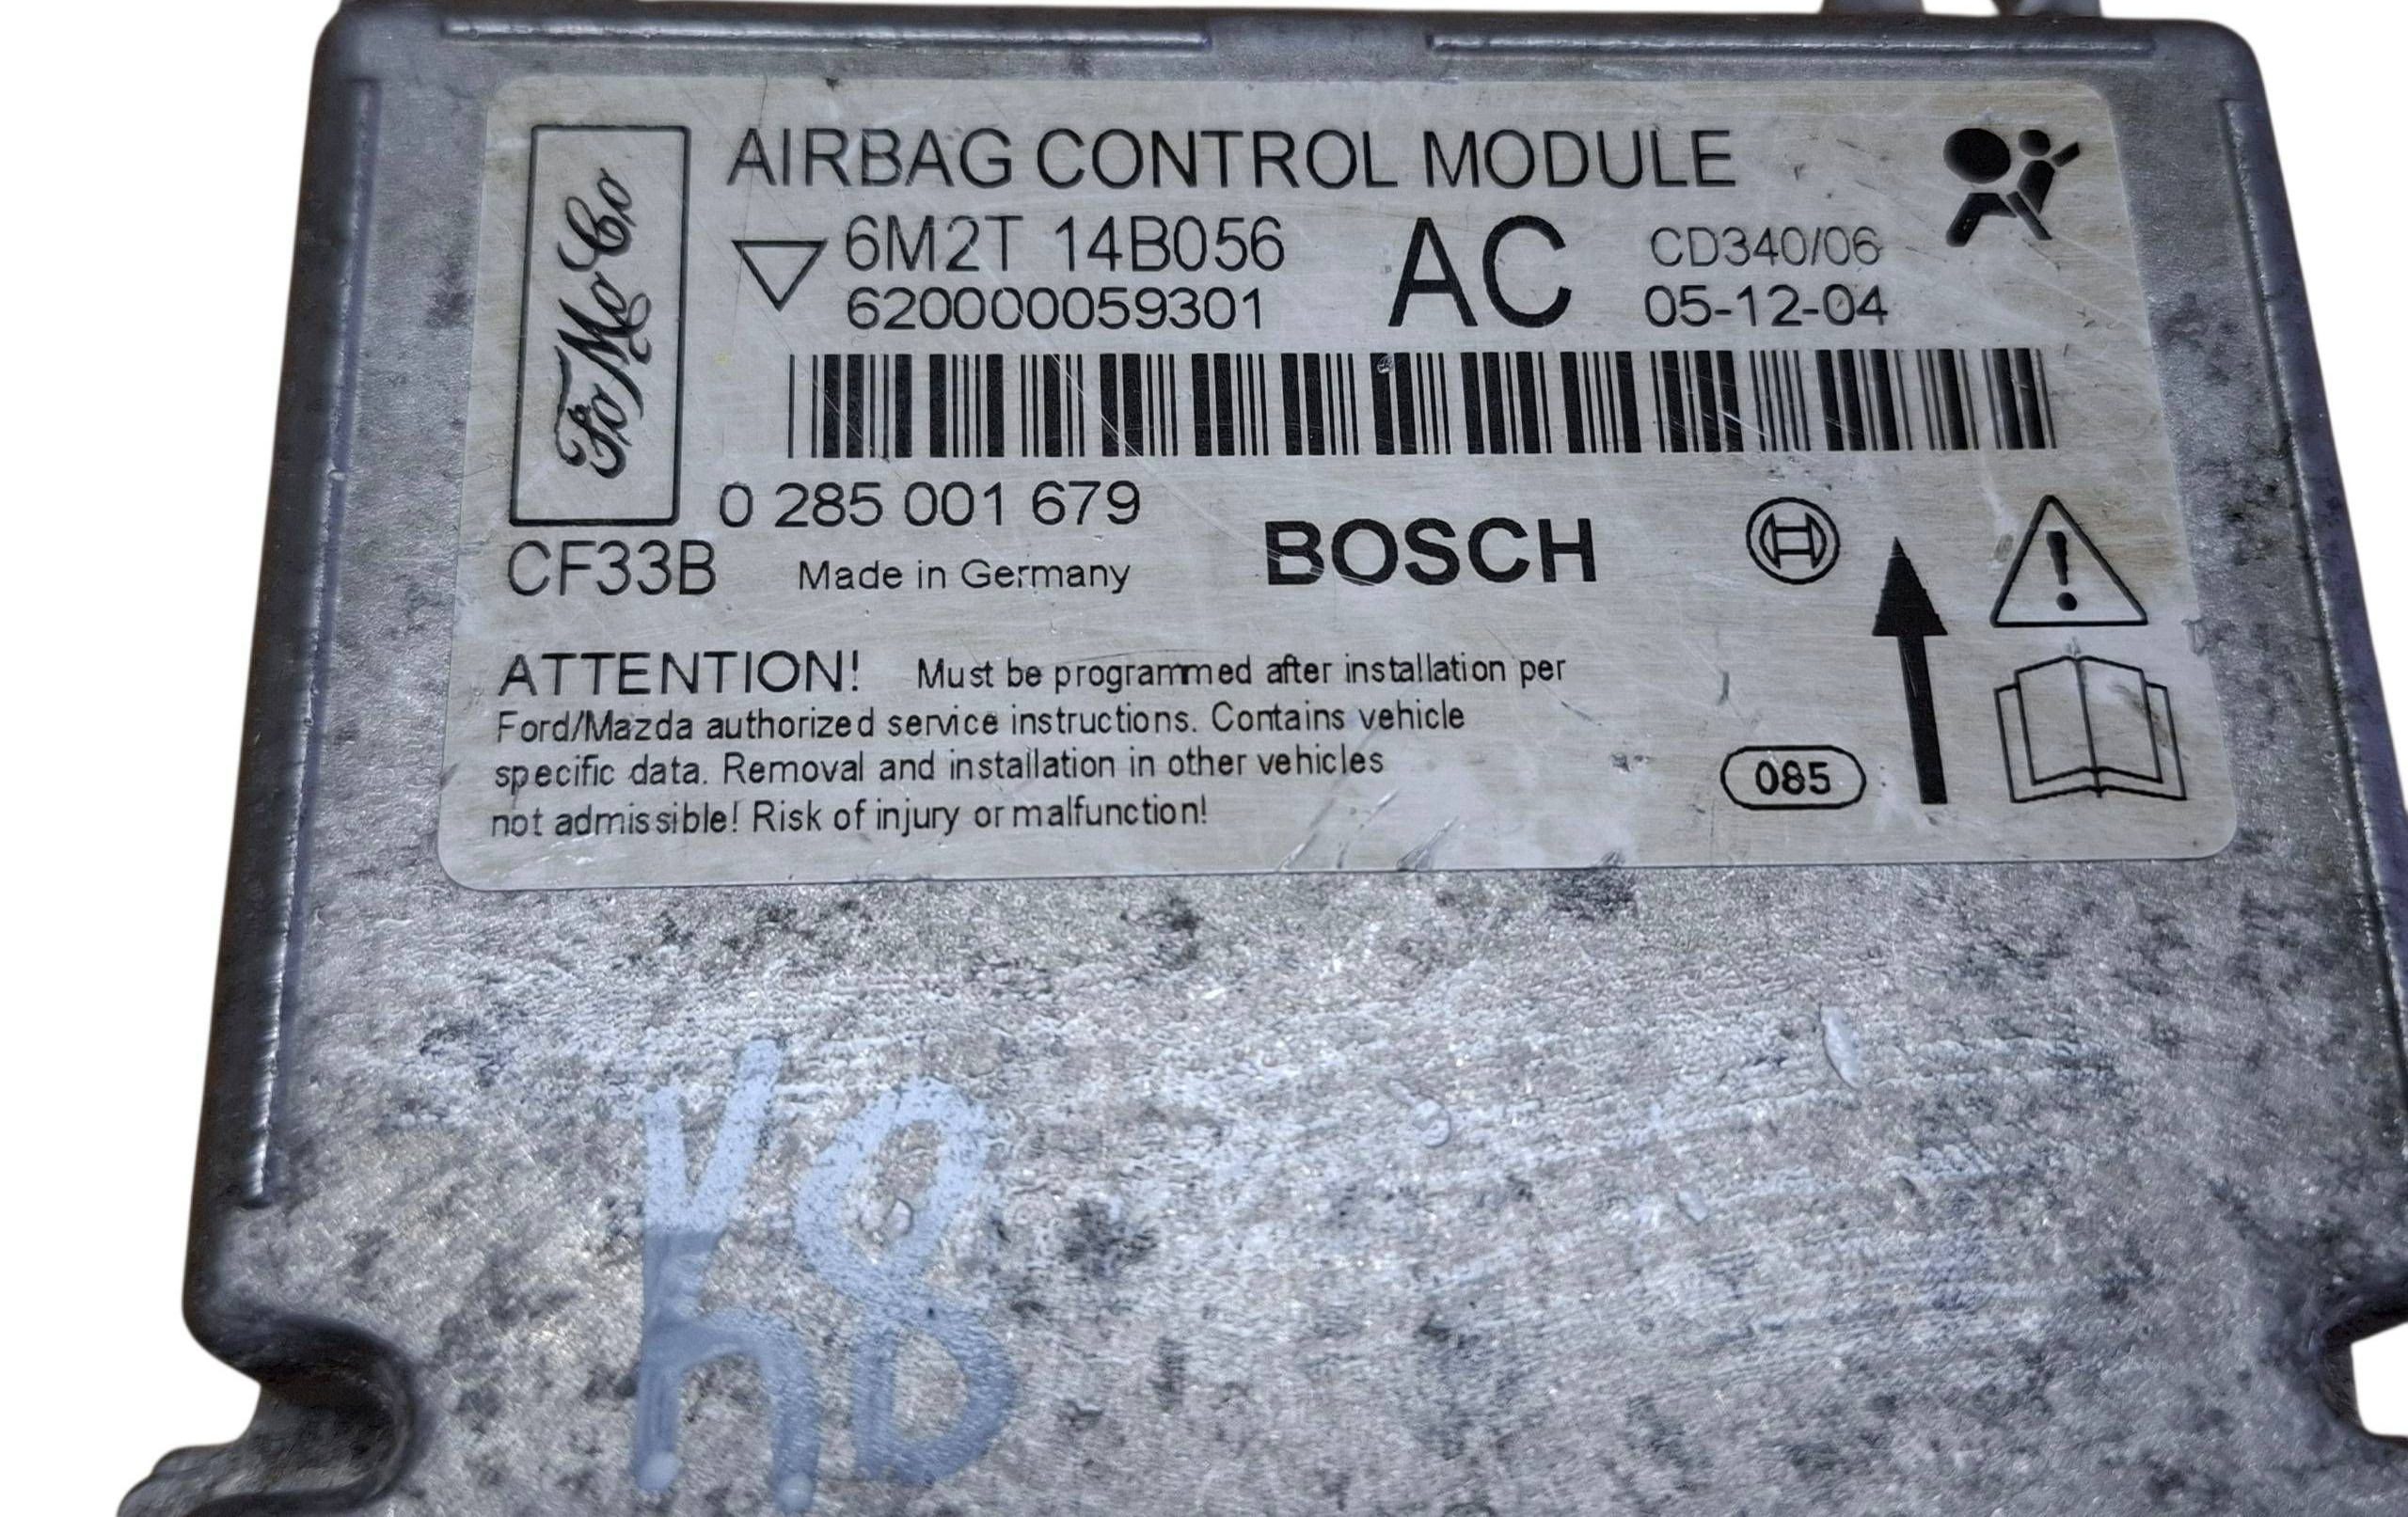 FoMoCo
AIRBAG CONTROL MODULE
6M2T 14B056 AC CD340/06
620000059301 05-12-04
0 285 001 679
CF33B Made in Germany BOSCH
ATTENTION! Must be programmed after installation per
Ford/Mazda authorized service instructions. Contains vehicle
specific data. Removal and installation in other vehicles
not admissible! Risk of injury or malfunction!
085